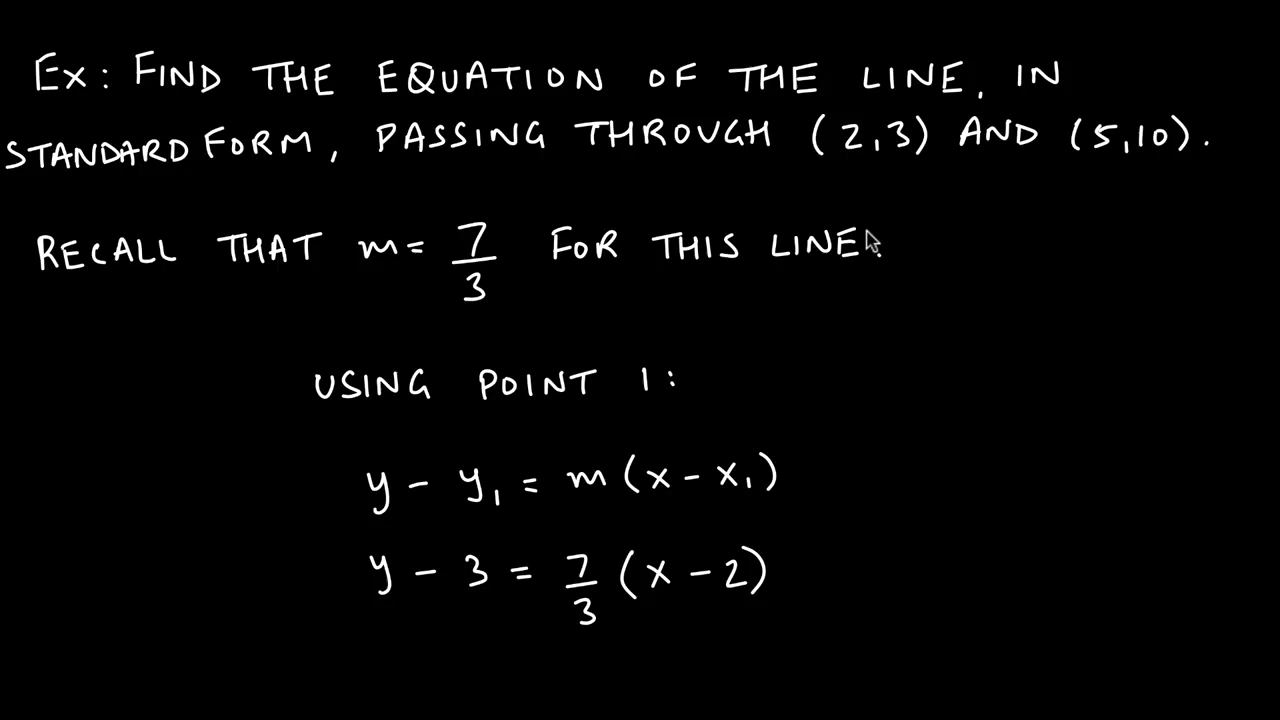 EX: FIND THE EQUATION OF THE LINE, IN
STANDARD FORM, PASSING THROUGH (2,3) AND (5,10).
RECALL THAT m = 7/3 FOR THIS LINE.
USING POINT 1:
y - y₁ = m(x - x₁)
y - 3 = 7/3 (x - 2)